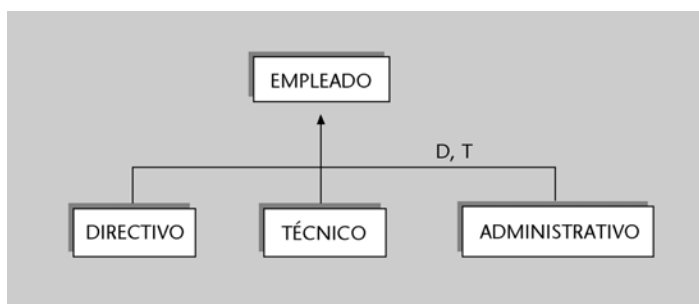 EMPLEADO
D, T
DIRECTIVO
TÉCNICO
ADMINISTRATIVO